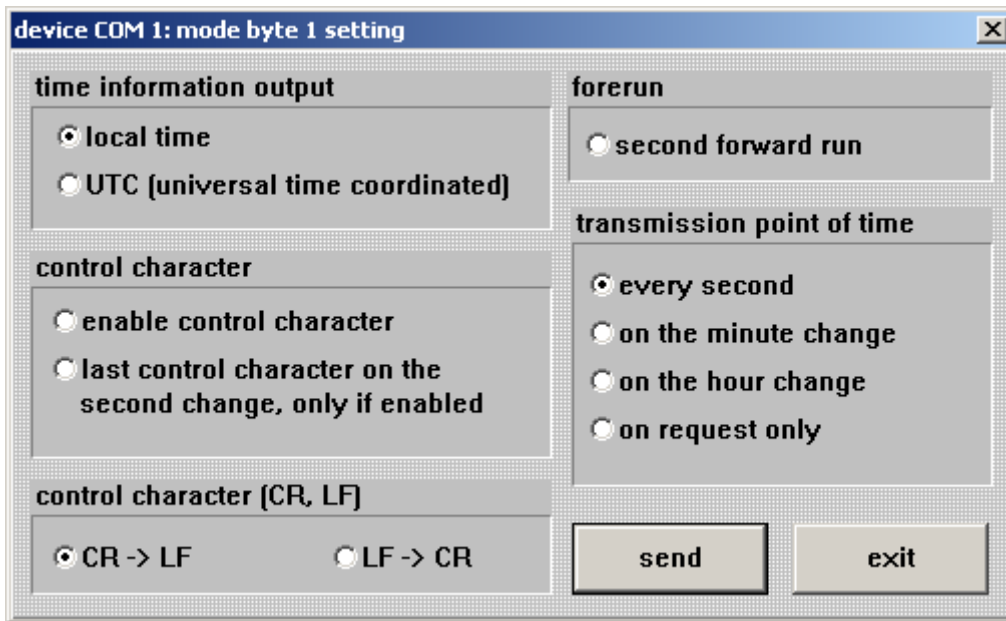 device COM 1: mode byte 1 setting
time information output
local time
UTC (universal time coordinated)
control character
enable control character
last control character on the
second change, only if enabled
control character (CR, LF)
CR -> LF
LF -> CR
forerun
second forward run
transmission point of time
every second
on the minute change
on the hour change
on request only
send
exit